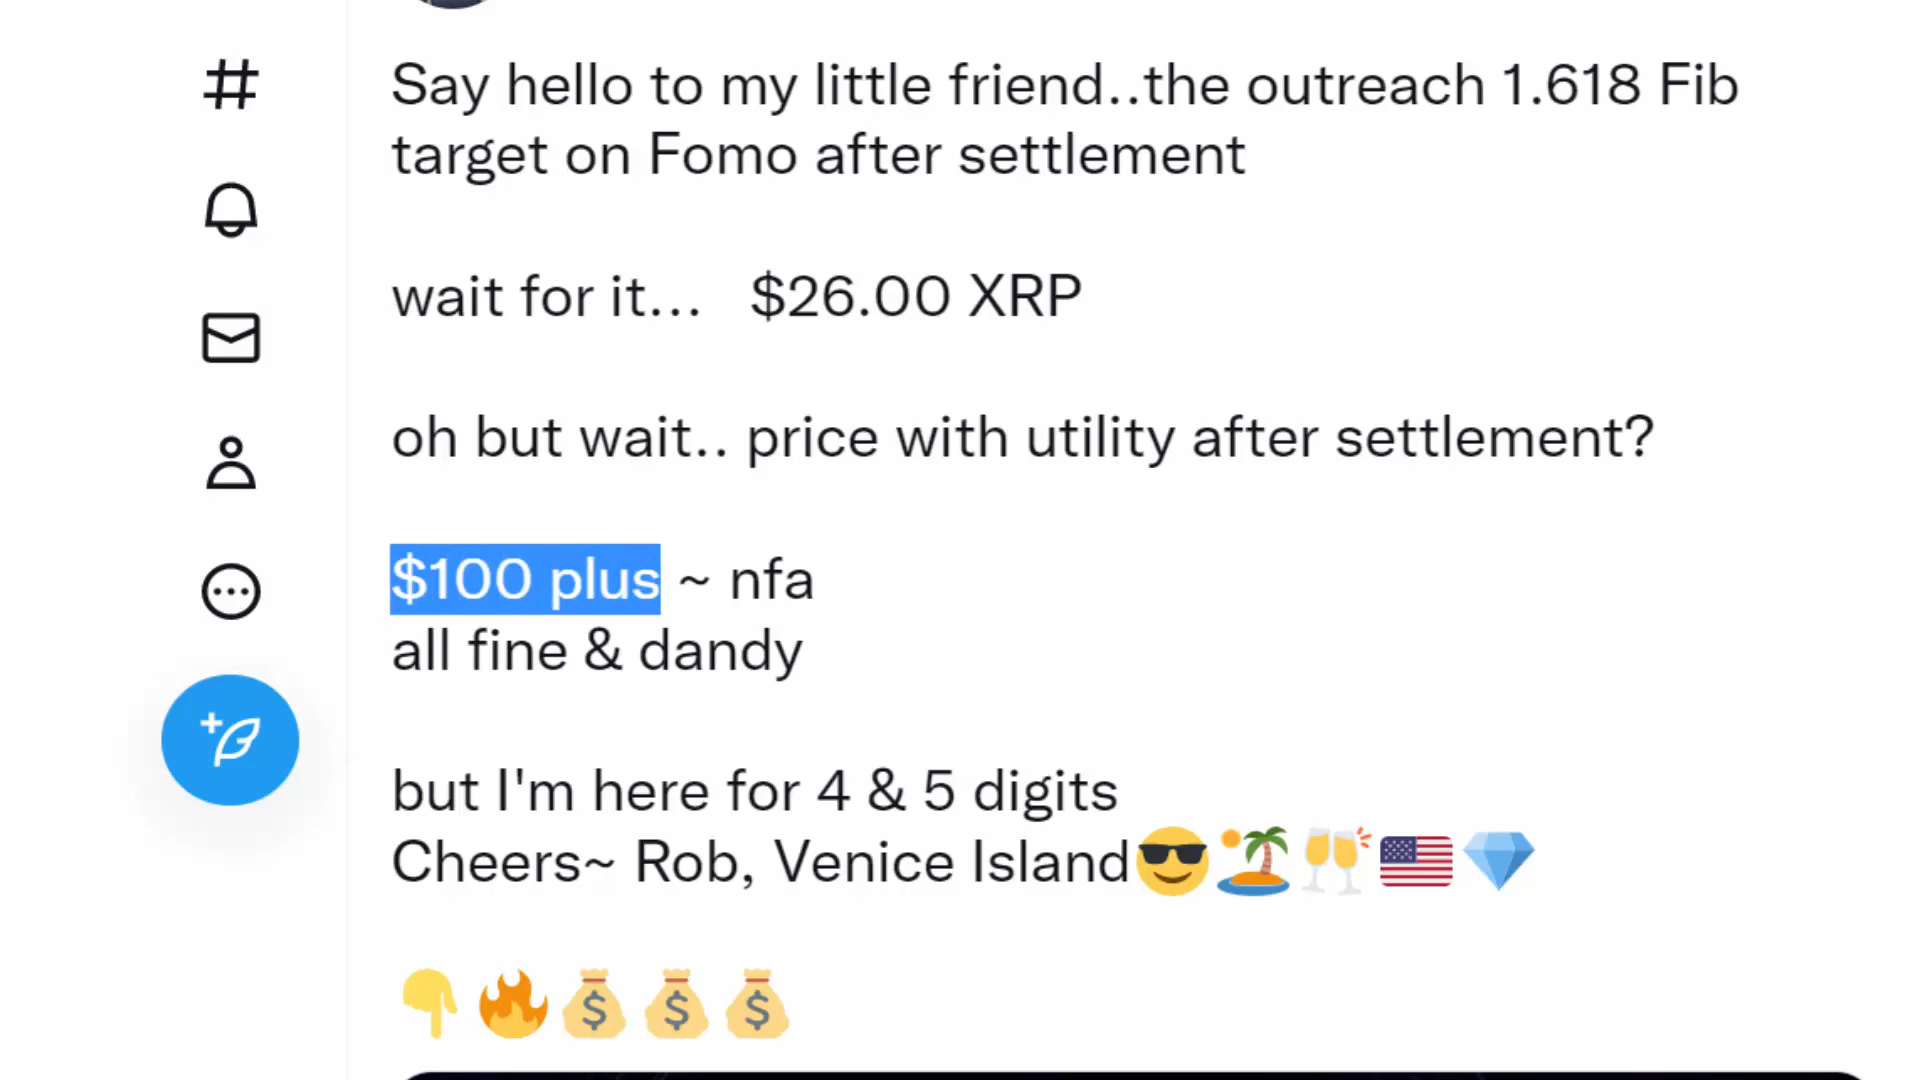 Say hello to my little friend..the outreach 1.618 Fib
target on Fomo after settlement
wait for it... $26.00 XRP
oh but wait.. price with utility after settlement?
$100 plus ~ nfa
all fine & dandy
but I'm here for 4 & 5 digits
Cheers~ Rob, Venice Island😎🏝️🥂🇺🇸💎
👇🔥💰💰💰